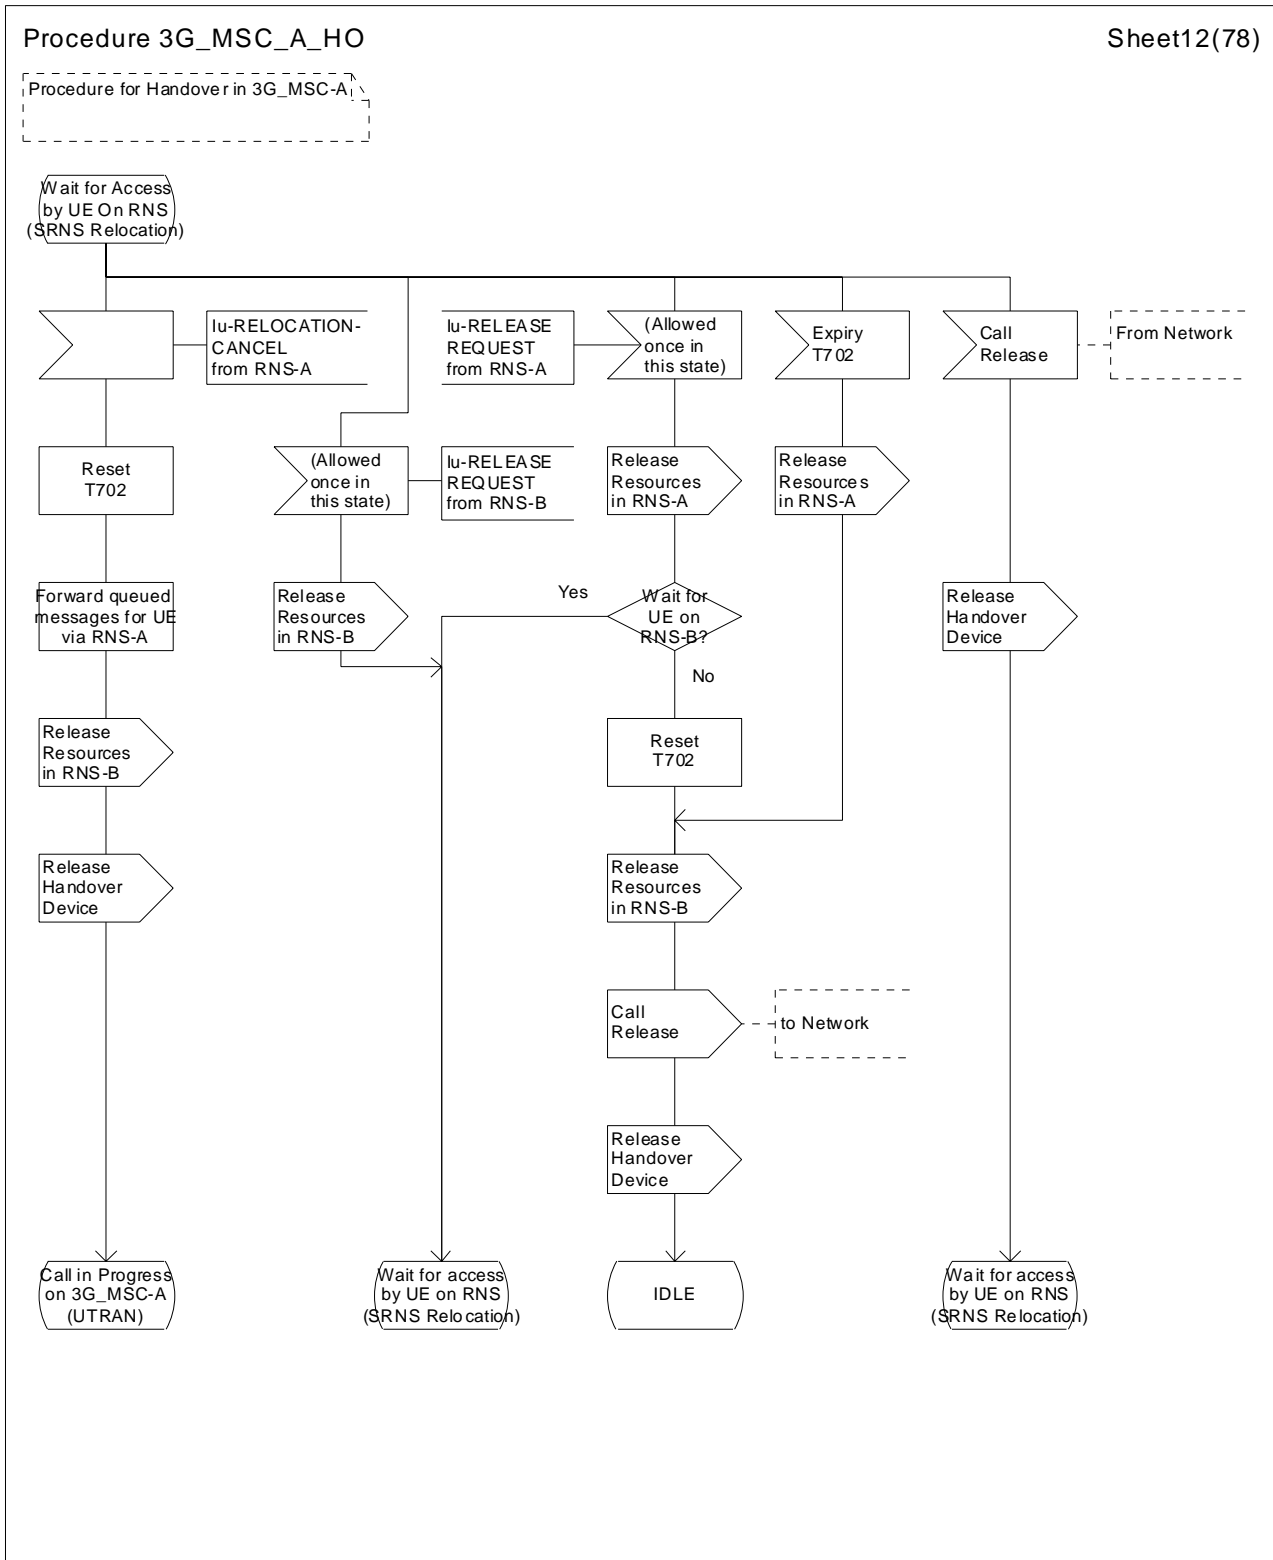 Procedure 3G_MSC_A_HO
Sheet12(78)
Procedure for Handover in 3G_MSC-A
Wait for Access
by UE On RNS
(SRNS Relocation)
Iu-RELOCATION-
CANCEL
from RNS-A
Iu-RELEASE
REQUEST
from RNS-A
(Allowed
once in
this state)
Expiry
T702
Call
Release
From Network
Reset
T702
(Allowed
once in
this state)
Iu-RELEASE
REQUEST
from RNS-B
Release
Resources
in RNS-A
Release
Resources
in RNS-A
Forward queued
messages for UE
via RNS-A
Release
Resources
in RNS-B
Yes
Wait for
UE on
RNS-B?
No
Release
Handover
Device
Release
Resources
in RNS-B
Reset
T702
Release
Handover
Device
Release
Resources
in RNS-B
Call
Release
to Network
Release
Handover
Device
Call in Progress
on 3G_MSC-A
(UTRAN)
Wait for access
by UE on RNS
(SRNS Relocation)
IDLE
Wait for access
by UE on RNS
(SRNS Relocation)